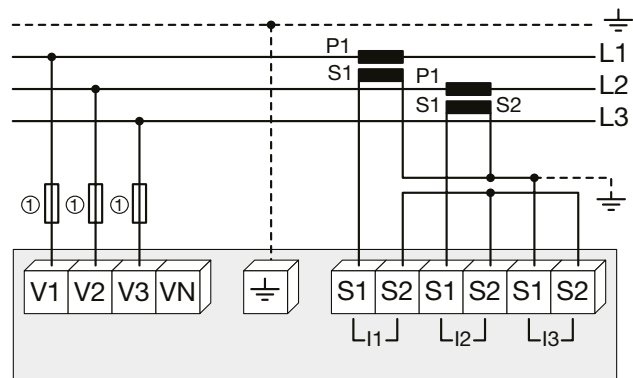 P1
L1
S1
P1
L2
S1 S2
L3
① ① ①
V1 V2 V3 VN S1 S2 S1 S2 S1 S2
I1 I2 I3